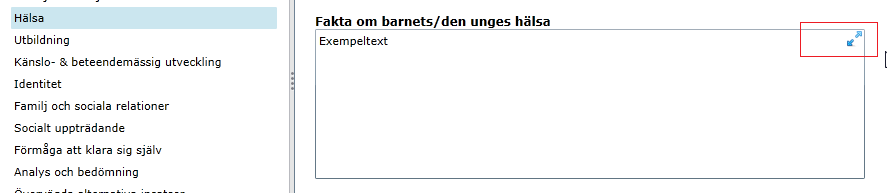 Hälsa
Utbildning
Känslo- & beteendemässig utveckling
Identitet
Familj och sociala relationer
Socialt uppträdande
Förmåga att klara sig själv
Analys och bedömning
Fakta om barnets/den unges hälsa
Exempeltext